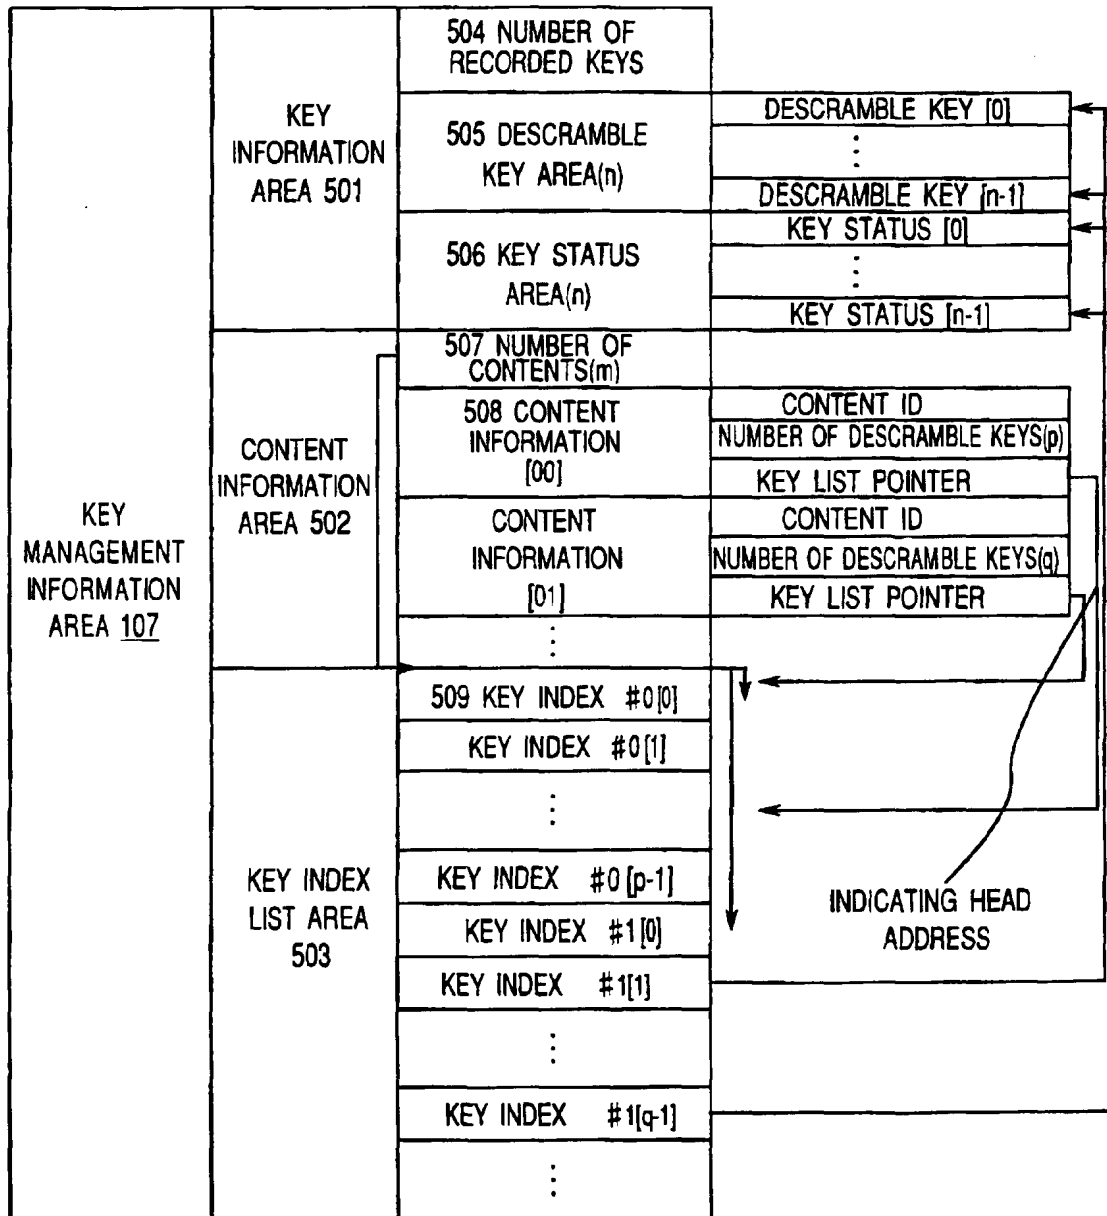 KEY
MANAGEMENT
INFORMATION
AREA 107
KEY
INFORMATION
AREA 501
504 NUMBER OF
RECORDED KEYS
505 DESCRAMBLE
KEY AREA(n)
DESCRAMBLE KEY [0]
⋮
DESCRAMBLE KEY [n-1]
506 KEY STATUS
AREA(n)
KEY STATUS [0]
⋮
KEY STATUS [n-1]
CONTENT
INFORMATION
AREA 502
507 NUMBER OF
CONTENTS(m)
508 CONTENT
INFORMATION
[00]
CONTENT ID
NUMBER OF DESCRAMBLE KEYS(p)
KEY LIST POINTER
CONTENT
INFORMATION
[01]
CONTENT ID
NUMBER OF DESCRAMBLE KEYS(q)
KEY LIST POINTER
⋮
KEY INDEX
LIST AREA
503
509 KEY INDEX #0[0]
KEY INDEX #0[1]
⋮
KEY INDEX #0[p-1]
KEY INDEX #1[0]
KEY INDEX #1[1]
⋮
KEY INDEX #1[q-1]
⋮
INDICATING HEAD
ADDRESS